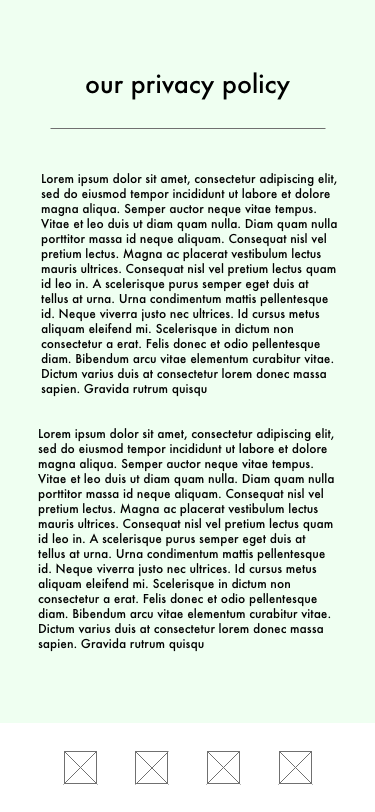 our privacy policy
Lorem ipsum dolor sit amet, consectetur adipiscing elit,
sed do eiusmod tempor incididunt ut labore et dolore
magna aliqua. Semper auctor neque vitae tempus.
Vitae et leo duis ut diam quam nulla. Diam quam nulla
porttitor massa id neque aliquam. Consequat nisl vel
pretium lectus. Magna ac placerat vestibulum lectus
mauris ultrices. Consequat nisl vel pretium lectus quam
id leo in. A scelerisque purus semper eget duis at
tellus at urna. Urna condimentum mattis pellentesque
id. Neque viverra justo nec ultrices. Id cursus metus
aliquam eleifend mi. Scelerisque in dictum non
consectetur a erat. Felis donec et odio pellentesque
diam. Bibendum arcu vitae elementum curabitur vitae.
Dictum varius duis at consectetur lorem donec massa
sapien. Gravida rutrum quisqu
Lorem ipsum dolor sit amet, consectetur adipiscing elit,
sed do eiusmod tempor incididunt ut labore et dolore
magna aliqua. Semper auctor neque vitae tempus.
Vitae et leo duis ut diam quam nulla. Diam quam nulla
porttitor massa id neque aliquam. Consequat nisl vel
pretium lectus. Magna ac placerat vestibulum lectus
mauris ultrices. Consequat nisl vel pretium lectus quam
id leo in. A scelerisque purus semper eget duis at
tellus at urna. Urna condimentum mattis pellentesque
id. Neque viverra justo nec ultrices. Id cursus metus
aliquam eleifend mi. Scelerisque in dictum non
consectetur a erat. Felis donec et odio pellentesque
diam. Bibendum arcu vitae elementum curabitur vitae.
Dictum varius duis at consectetur lorem donec massa
sapien. Gravida rutrum quisqu